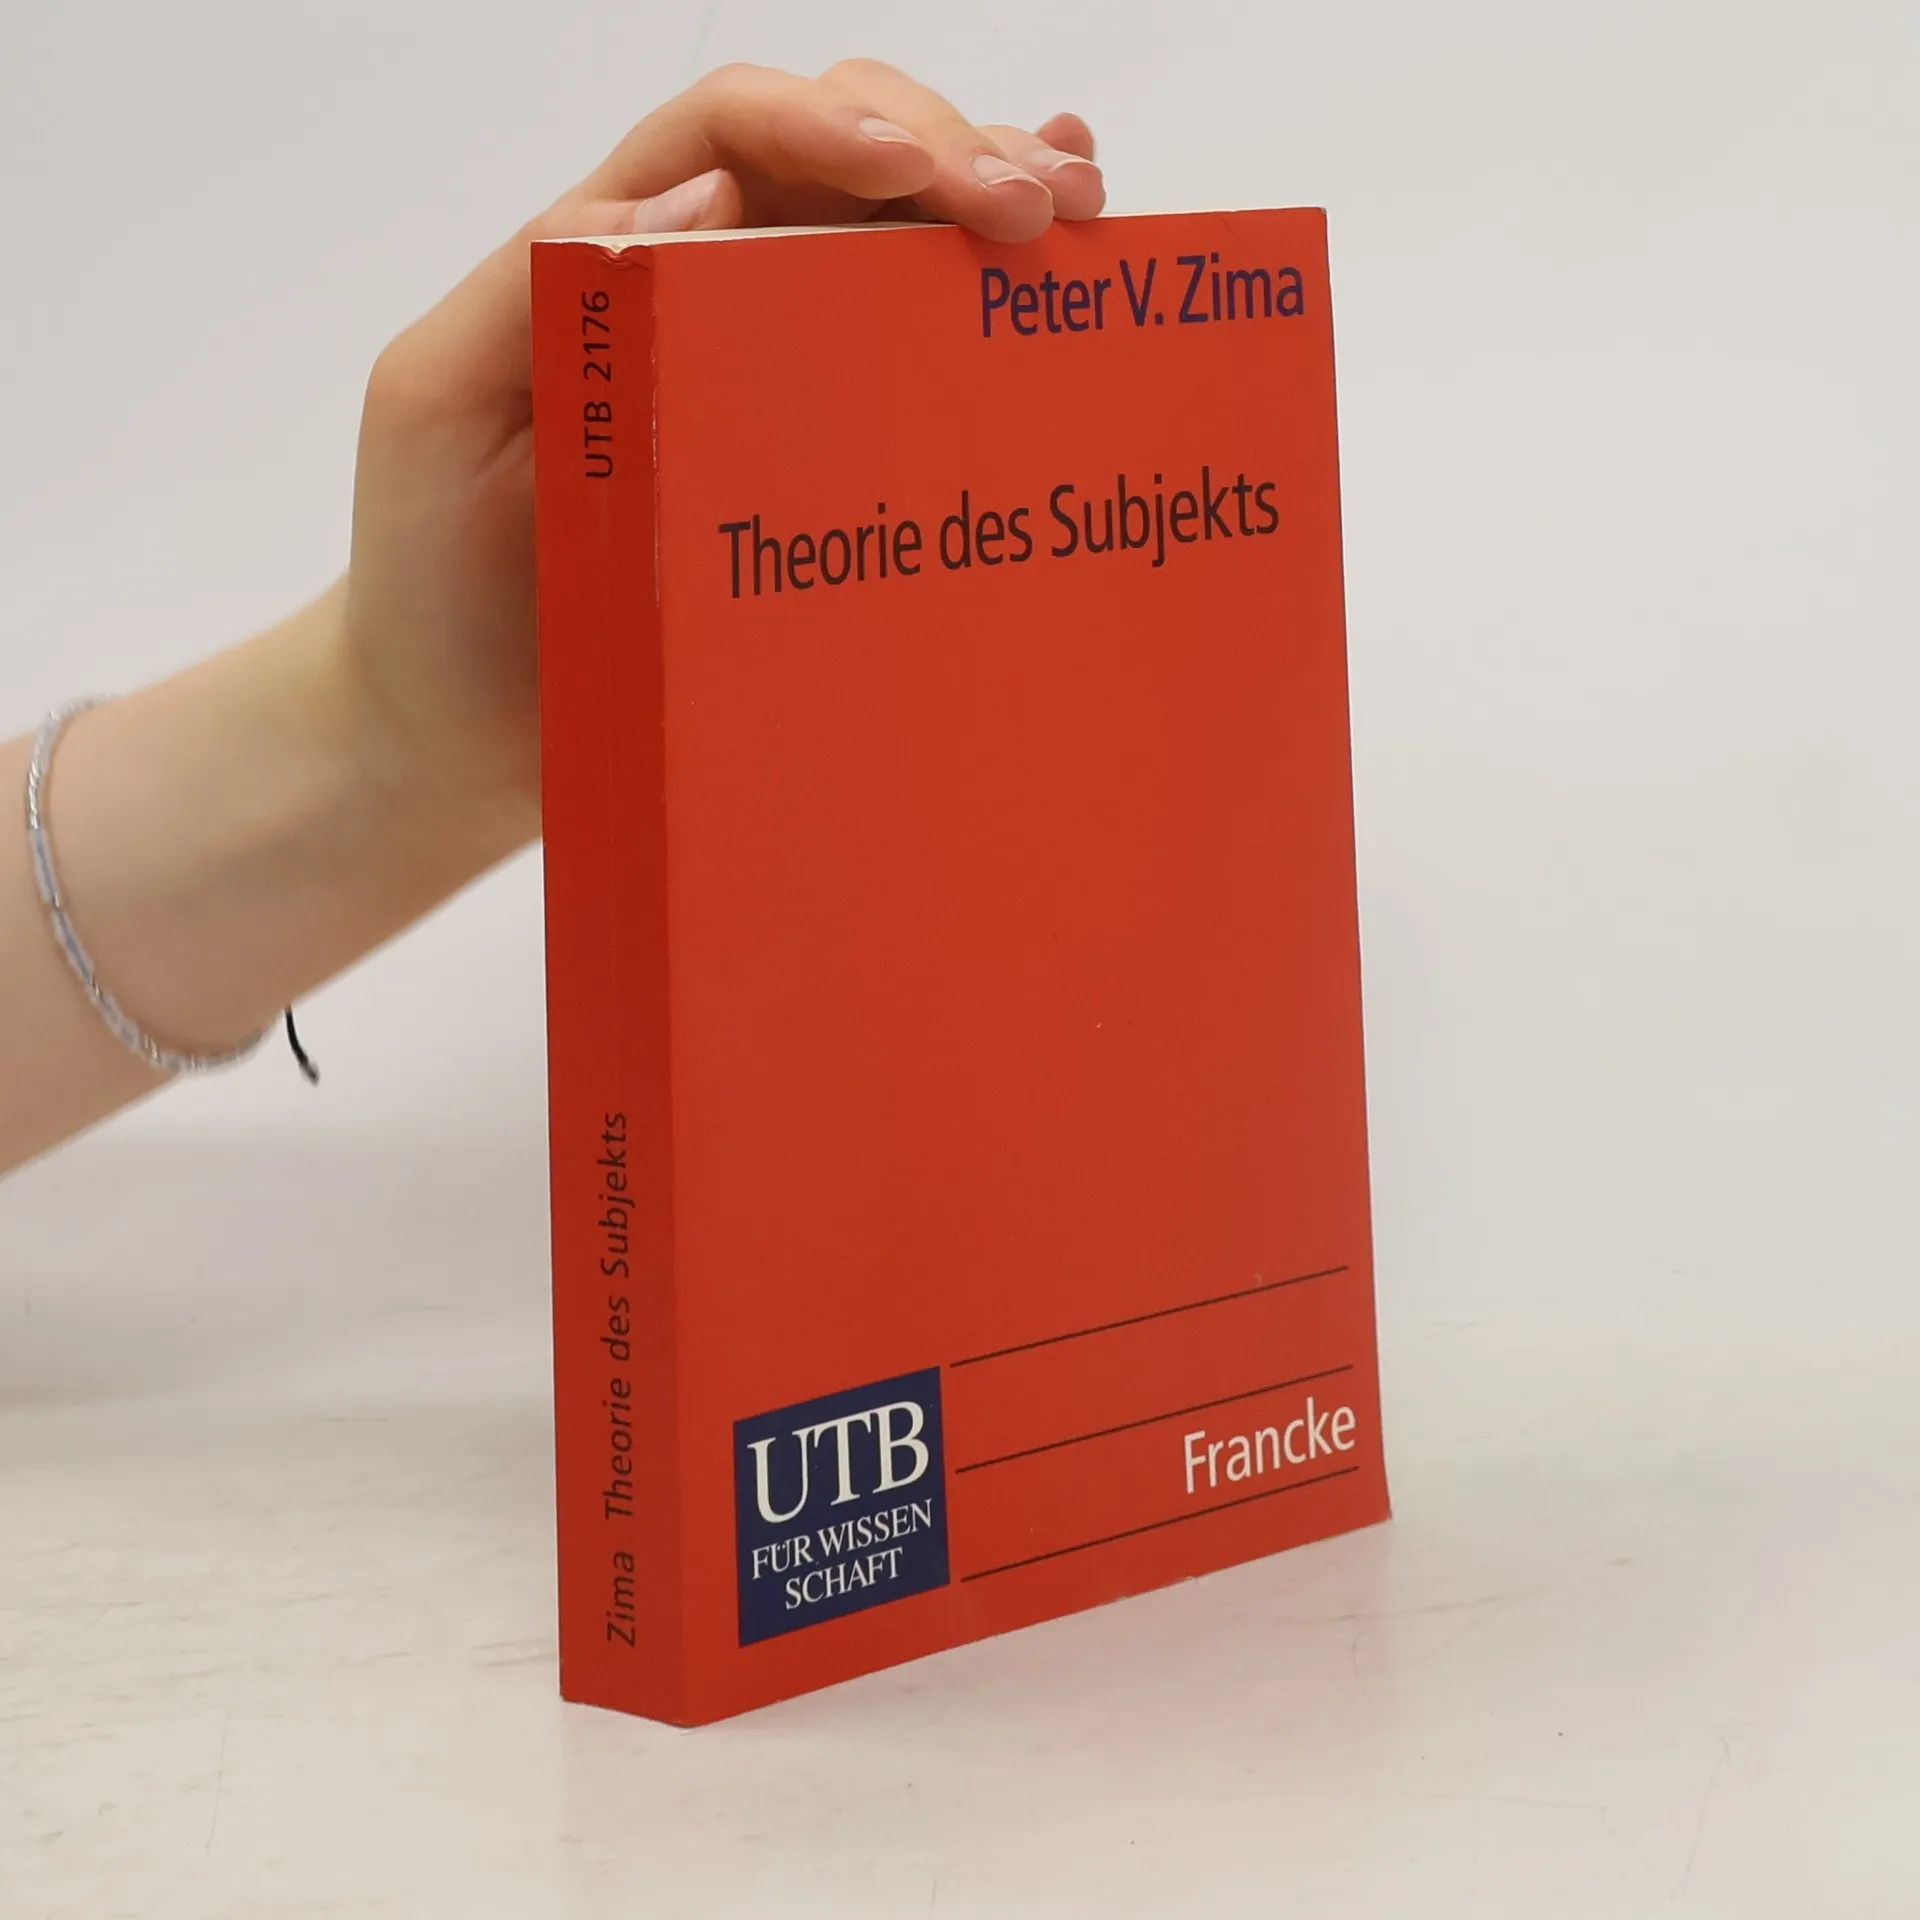 Peter V. Zima
Theorie des Subjekts
UTB
FÜR WISSEN
SCHAFT
Francke
Zima Theorie des Subjekts
UTB 2176